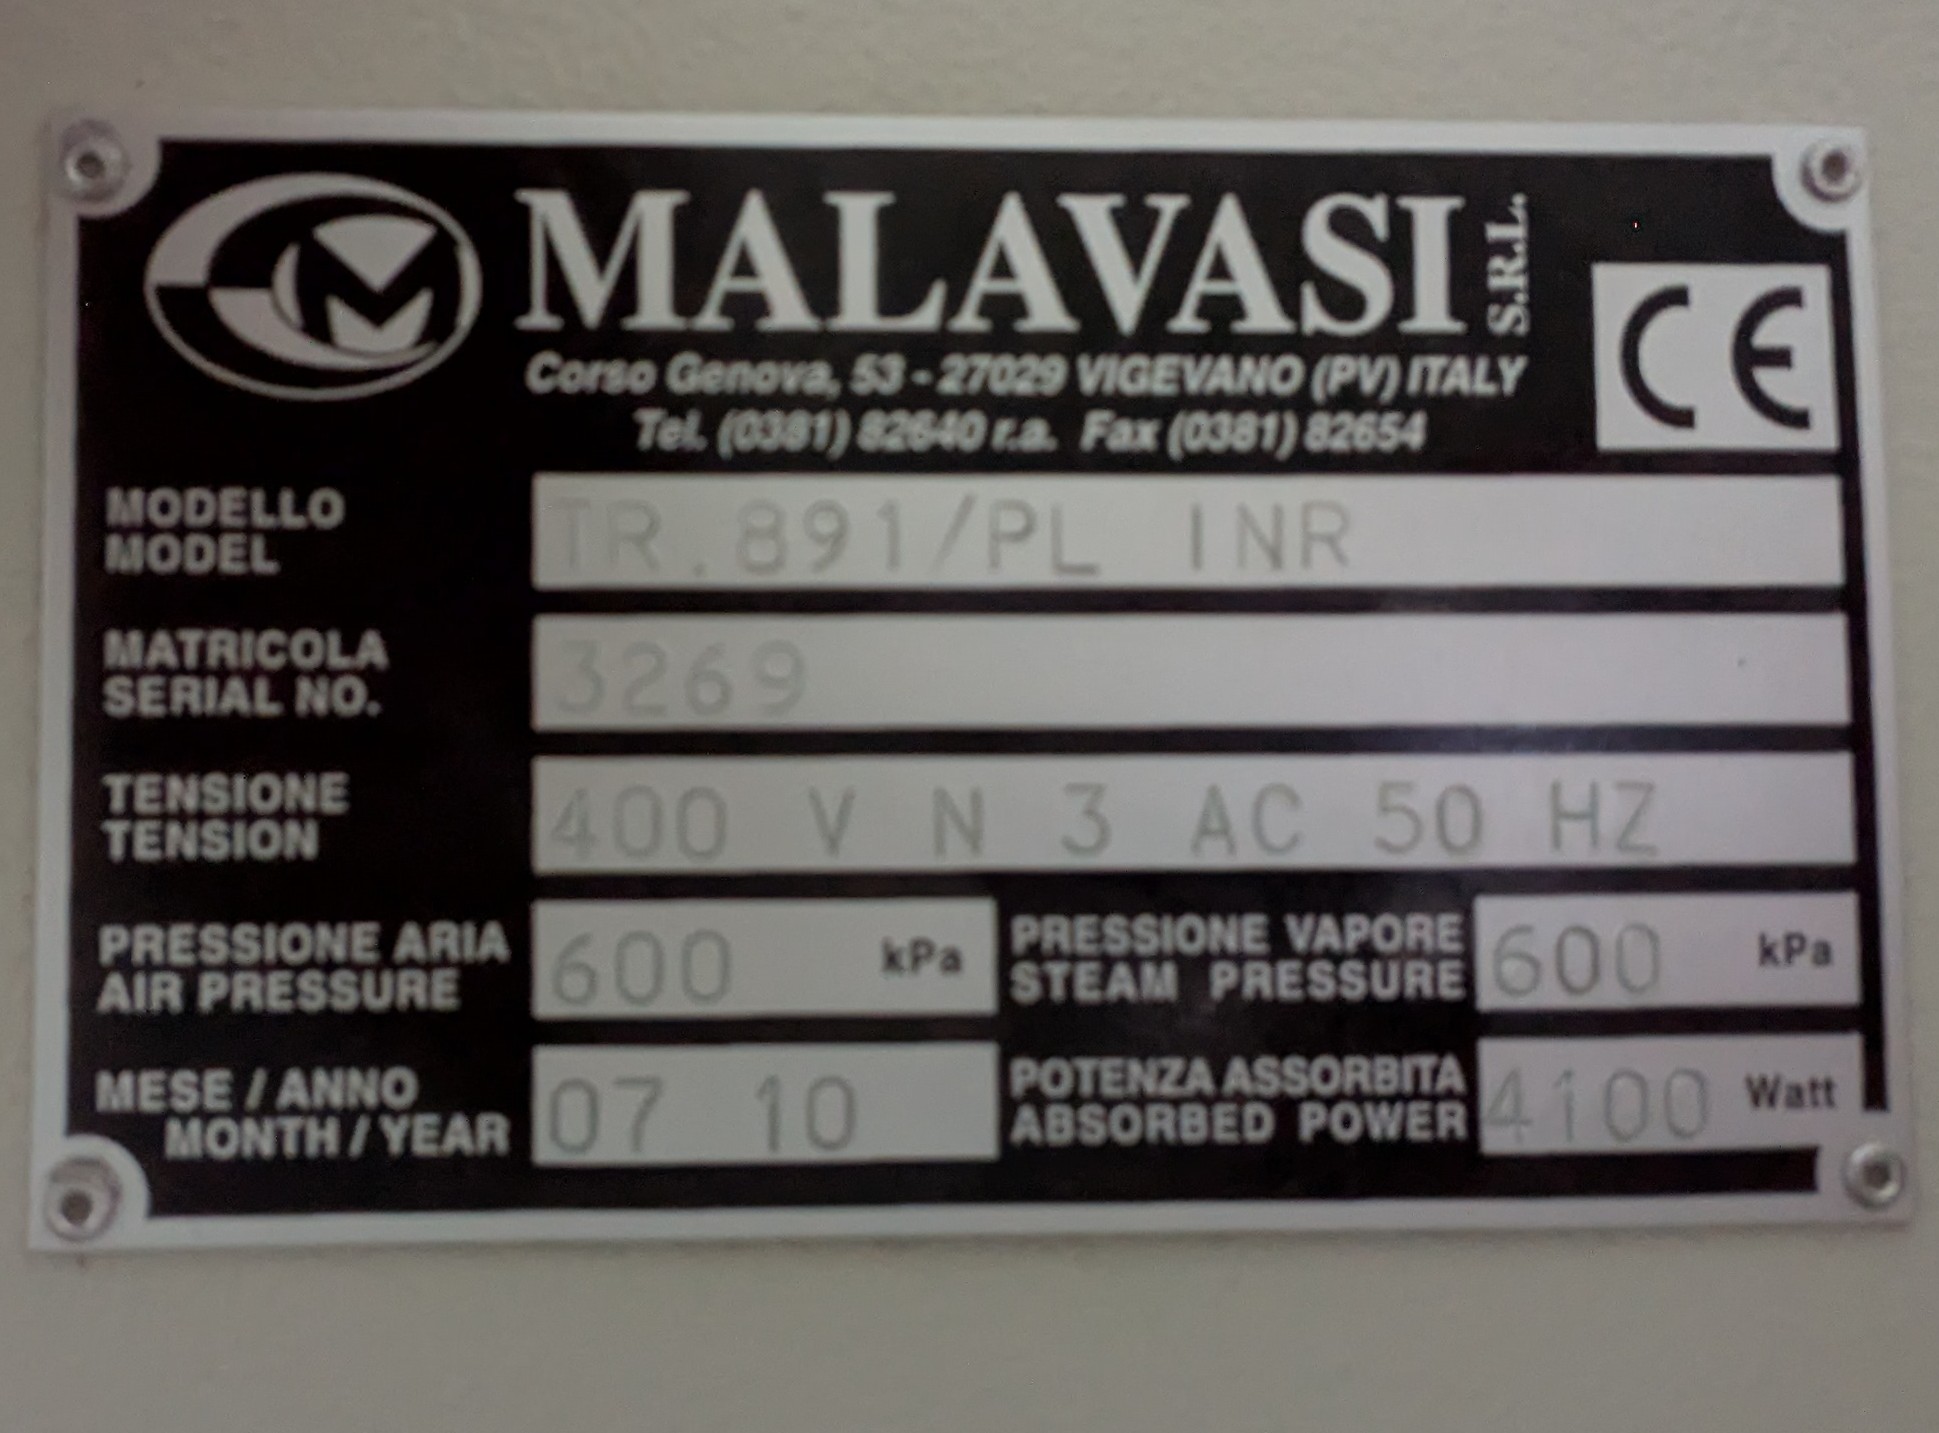 MALAVASI S.R.L.
Corso Genova, 53 - 27029 VIGEVANO (PV) ITALY
Tel. (0381) 82640 r.a. Fax (0381) 82654
CE
MODELLO
MODEL
TR.891/PL INR
MATRICOLA
SERIAL NO.
3269
TENSIONE
TENSION
400 V N 3 AC 50 HZ
PRESSIONE ARIA
AIR PRESSURE
600 kPa
PRESSIONE VAPORE
STEAM PRESSURE
600 kPa
MESE / ANNO
MONTH / YEAR
07 10
POTENZA ASSORBITA
ABSORBED POWER
4100 Watt